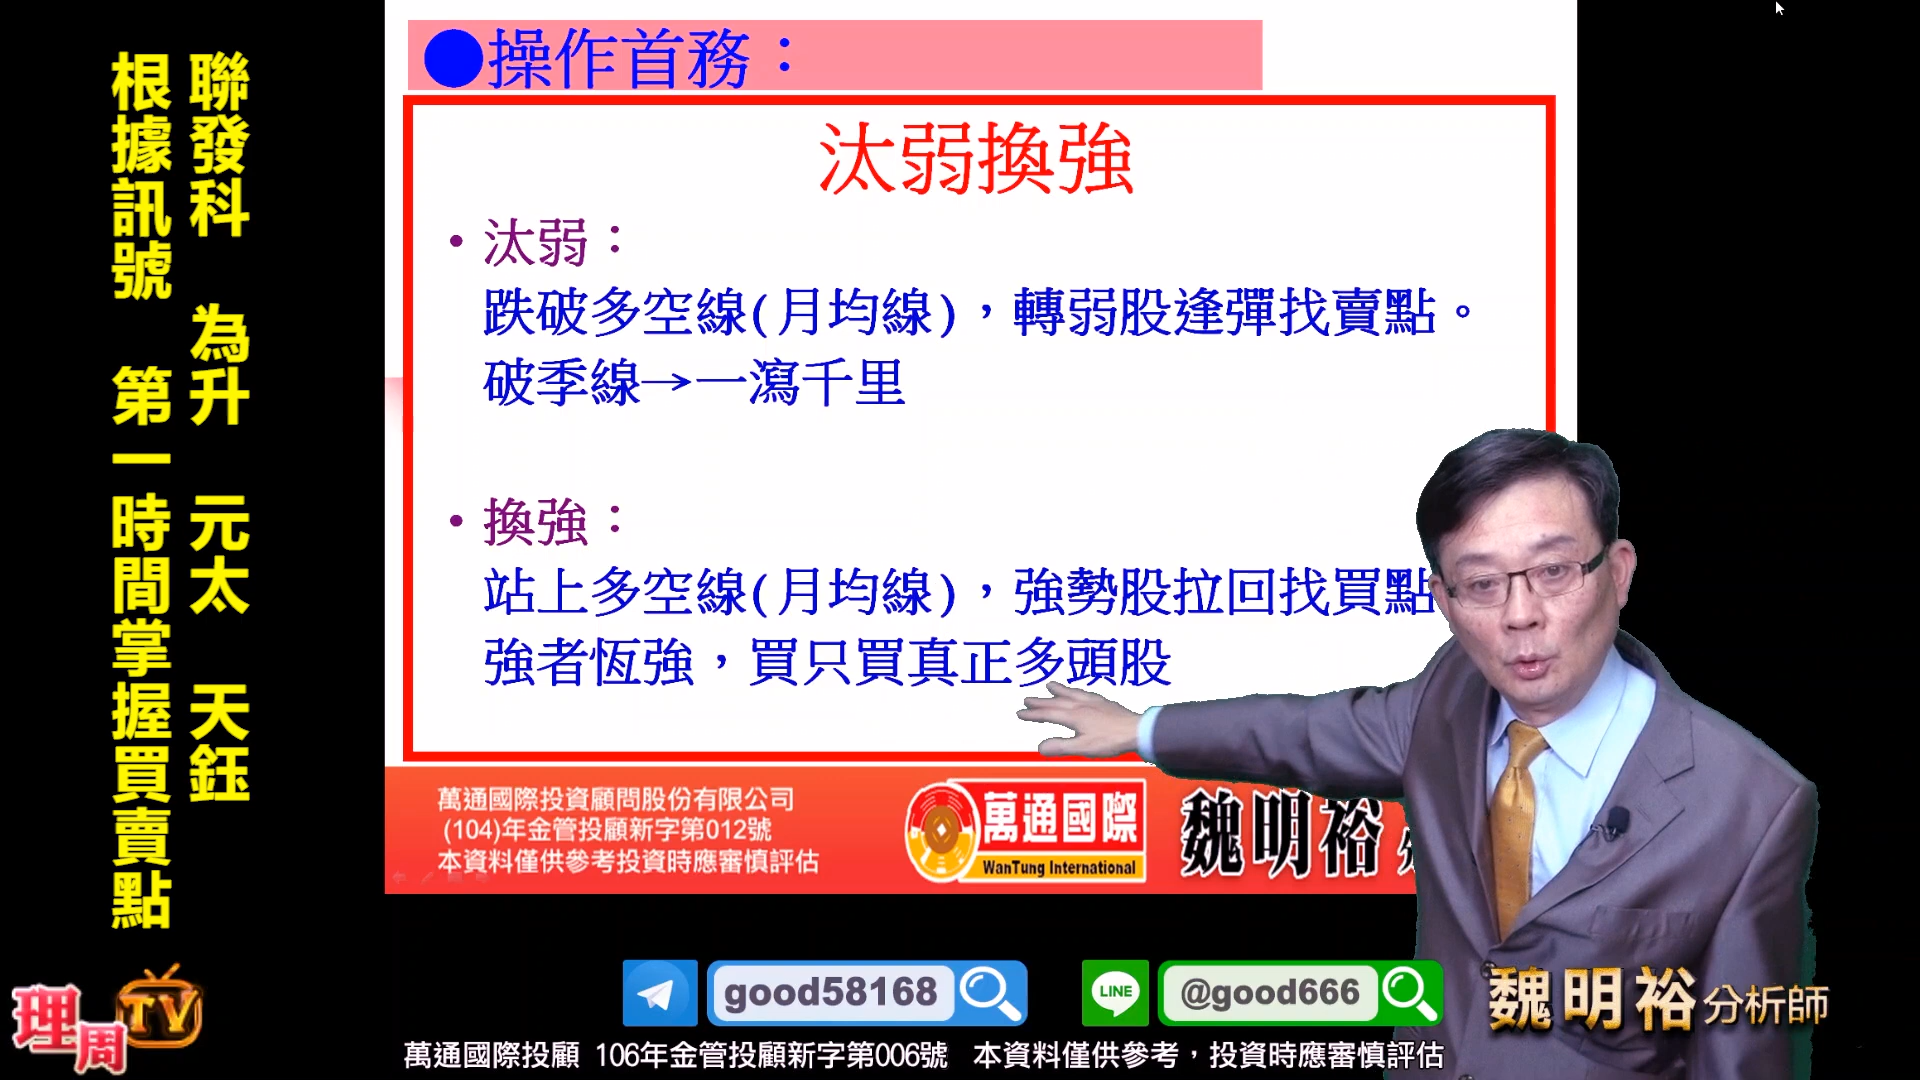 聯發科 為升 元太 天鈺
根據訊號 第一時間掌握買賣點
●操作首務：
汰弱換強
• 汰弱：
跌破多空線(月均線)，轉弱股逢彈找賣點。
破季線→一瀉千里
• 換強：
站上多空線(月均線)，強勢股拉回找買點
強者恆強，買只買真正多頭股
萬通國際投資顧問股份有限公司
(104)年金管投顧新字第012號
本資料僅供參考投資時應審慎評估
萬通國際
WanTung International
魏明裕
good58168
LINE
@good666
魏明裕分析師
理周TV
萬通國際投顧 106年金管投顧新字第006號 本資料僅供參考，投資時應審慎評估